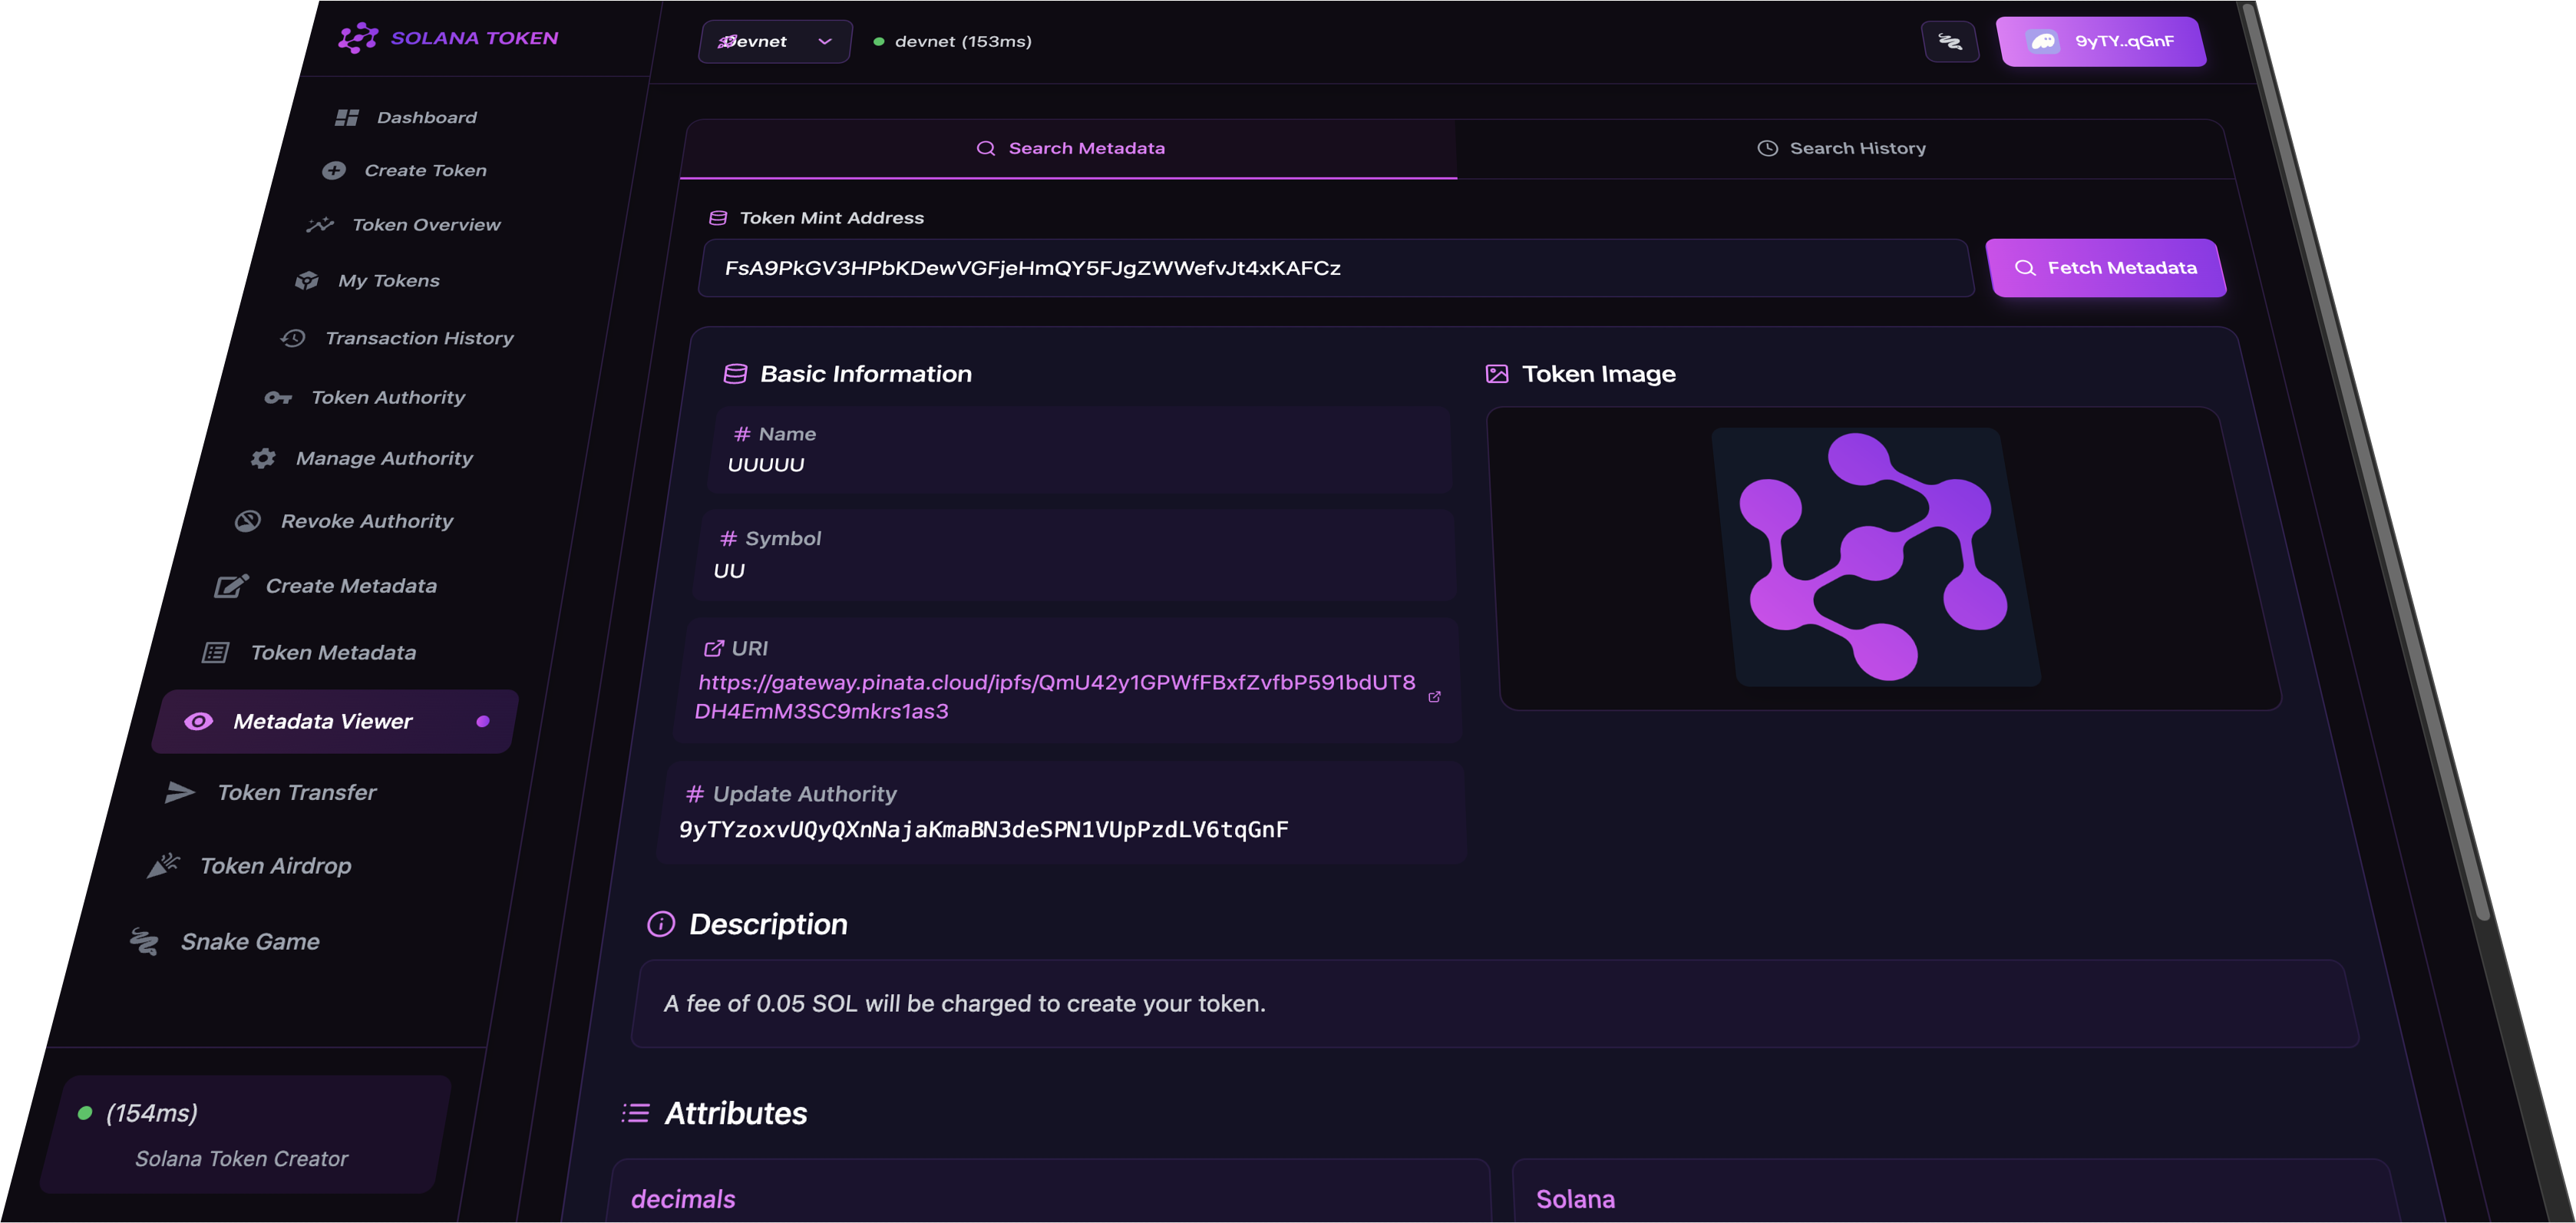 SOLANA TOKEN
Dashboard
Create Token
Token Overview
My Tokens
Transaction History
Token Authority
Manage Authority
Revoke Authority
Create Metadata
Token Metadata
Metadata Viewer
Token Transfer
Token Airdrop
Snake Game
(154ms)
Solana Token Creator
Devnet
devnet (153ms)
9yTY..qGnF
Search Metadata
Search History
Token Mint Address
FsA9PkGV3HPbKDewVGFjeHmQY5FJgZWWefvJt4xKAFCz
Fetch Metadata
Basic Information
# Name
UUUUU
# Symbol
UU
URI
https://gateway.pinata.cloud/ipfs/QmU42y1GPWfFBxfZvfbP591bdUT8
DH4EmM3SC9mkrs1as3
# Update Authority
9yTYzoxvUQyQXnNajaKmaBN3deSPN1VUpPzdLV6tqGnF
Token Image
Description
A fee of 0.05 SOL will be charged to create your token.
Attributes
decimals
Solana